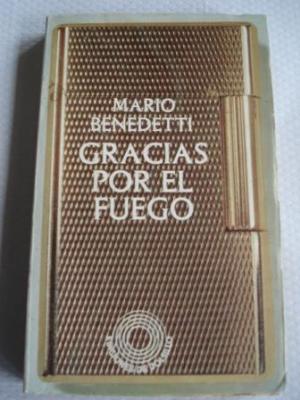 MARIO
BENEDETTI
GRACIAS
POR EL
FUEGO